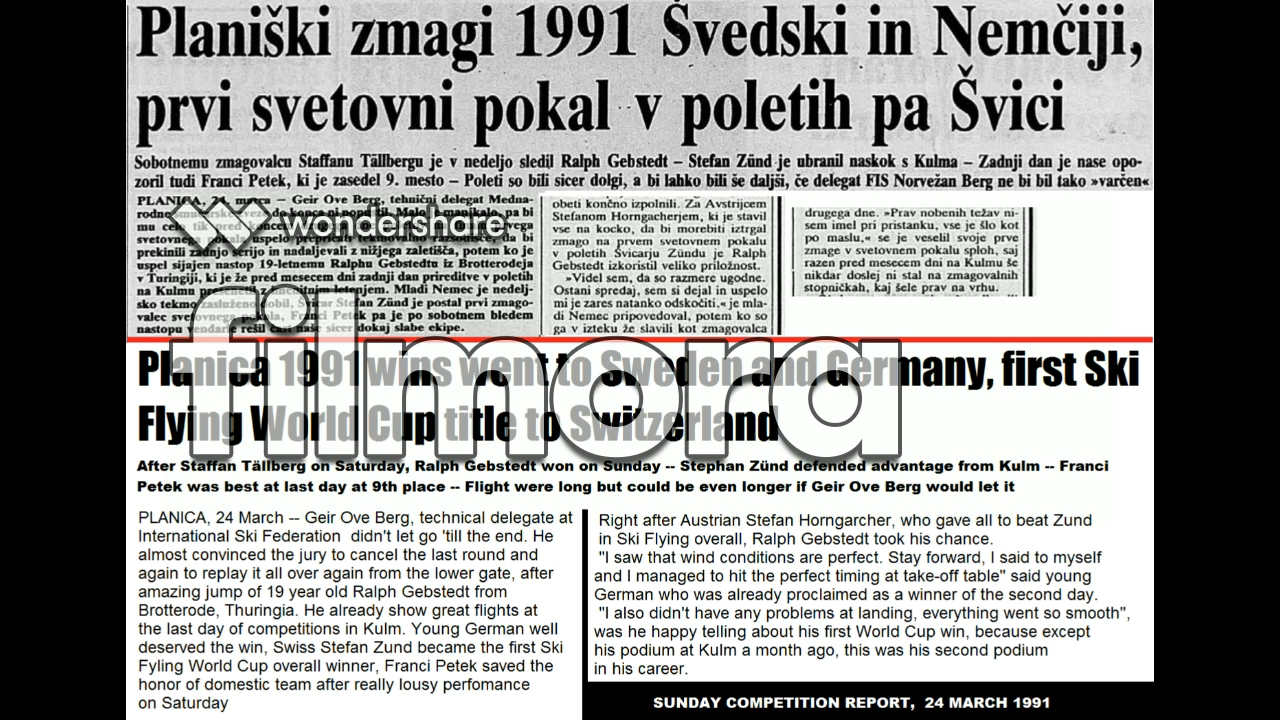 Planiški zmagi 1991 Švedski in Nemčiji,
prvi svetovni pokal v poletih pa Švici
Sobotnemu zmagovalcu Staffanu Tällbergu je v nedeljo sledil Ralph Gebstedt – Stefan Zünd je ubranil naskok s Kulma – Zadnji dan je nase opo-
zoril tudi Franci Petek, ki je zasedel 9. mesto – Poleti so bili sicer dolgi, a bi lahko bili še daljši, če delegat FIS Norvežan Berg ne bi bil tako »varčen«
PLANICA, 24. marca – Geir Ove Berg, tehnični delegat Medna-
prekinili zadnjo serijo in nadaljevali z nižjega zaletišča, potem ko je
uspel sijajen nastop 19-letnemu Ralphu Gebstedtu iz Brotterodeja
v Turingiji, ki je že pred mesecem dni zadnji dan prireditve v poletih
na Kulmu letenjem. Mladi Nemec je nedelj-
sko tekmo zasluženo dobil, Švicar Stefan Zünd je postal prvi zmago-
valec svetovnega pokala, Franci Petek pa je po sobotnem bledem
nastopu vendarle rešil čast naše sicer dokaj slabe ekipe.
obeti končno izpolnili. Za Avstrijcem
Stefanom Horngacherjem, ki je stavil
vse na kocko, da bi morebiti iztrgal
zmago na prvem svetovnem pokalu
v poletih Švicarju Zündu je Ralph
Gebstedt izkoristil veliko priložnost.
»Videl sem, da so razmere ugodne.
Ostani spredaj, sem si dejal in uspelo
mi je zares natanko odskočiti,« je mla-
di Nemec pripovedoval, potem ko so
ga v izteku že slavili kot zmagovalca
drugega dne. »Prav nobenih težav ni-
sem imel pri pristanku, vse je šlo kot
po maslu,« se je veselil svoje prve
zmage v svetovnem pokalu sploh, saj
razen pred mesecem dni na Kulmu še
nikdar doslej ni stal na zmagovalnih
stopničkah, kaj šele prav na vrhu.
wondershare
filmora
Planica 1991 wins went to Sweden and Germany, first Ski
Flying World Cup title to Switzerland
After Staffan Tällberg on Saturday, Ralph Gebstedt won on Sunday -- Stephan Zünd defended advantage from Kulm -- Franci
Petek was best at last day at 9th place -- Flight were long but could be even longer if Geir Ove Berg would let it
PLANICA, 24 March -- Geir Ove Berg, technical delegate at
International Ski Federation didn't let go 'till the end. He
almost convinced the jury to cancel the last round and
again to replay it all over again from the lower gate, after
amazing jump of 19 year old Ralph Gebstedt from
Brotterode, Thuringia. He already show great flights at
the last day of competitions in Kulm. Young German well
deserved the win, Swiss Stefan Zund became the first Ski
Fyling World Cup overall winner, Franci Petek saved the
honor of domestic team after really lousy perfomance
on Saturday
Right after Austrian Stefan Horngarcher, who gave all to beat Zund
in Ski Flying overall, Ralph Gebstedt took his chance.
"I saw that wind conditions are perfect. Stay forward, I said to myself
and I managed to hit the perfect timing at take-off table" said young
German who was already proclaimed as a winner of the second day.
"I also didn't have any problems at landing, everything went so smooth",
was he happy telling about his first World Cup win, because except
his podium at Kulm a month ago, this was his second podium
in his career.
SUNDAY COMPETITION REPORT, 24 MARCH 1991